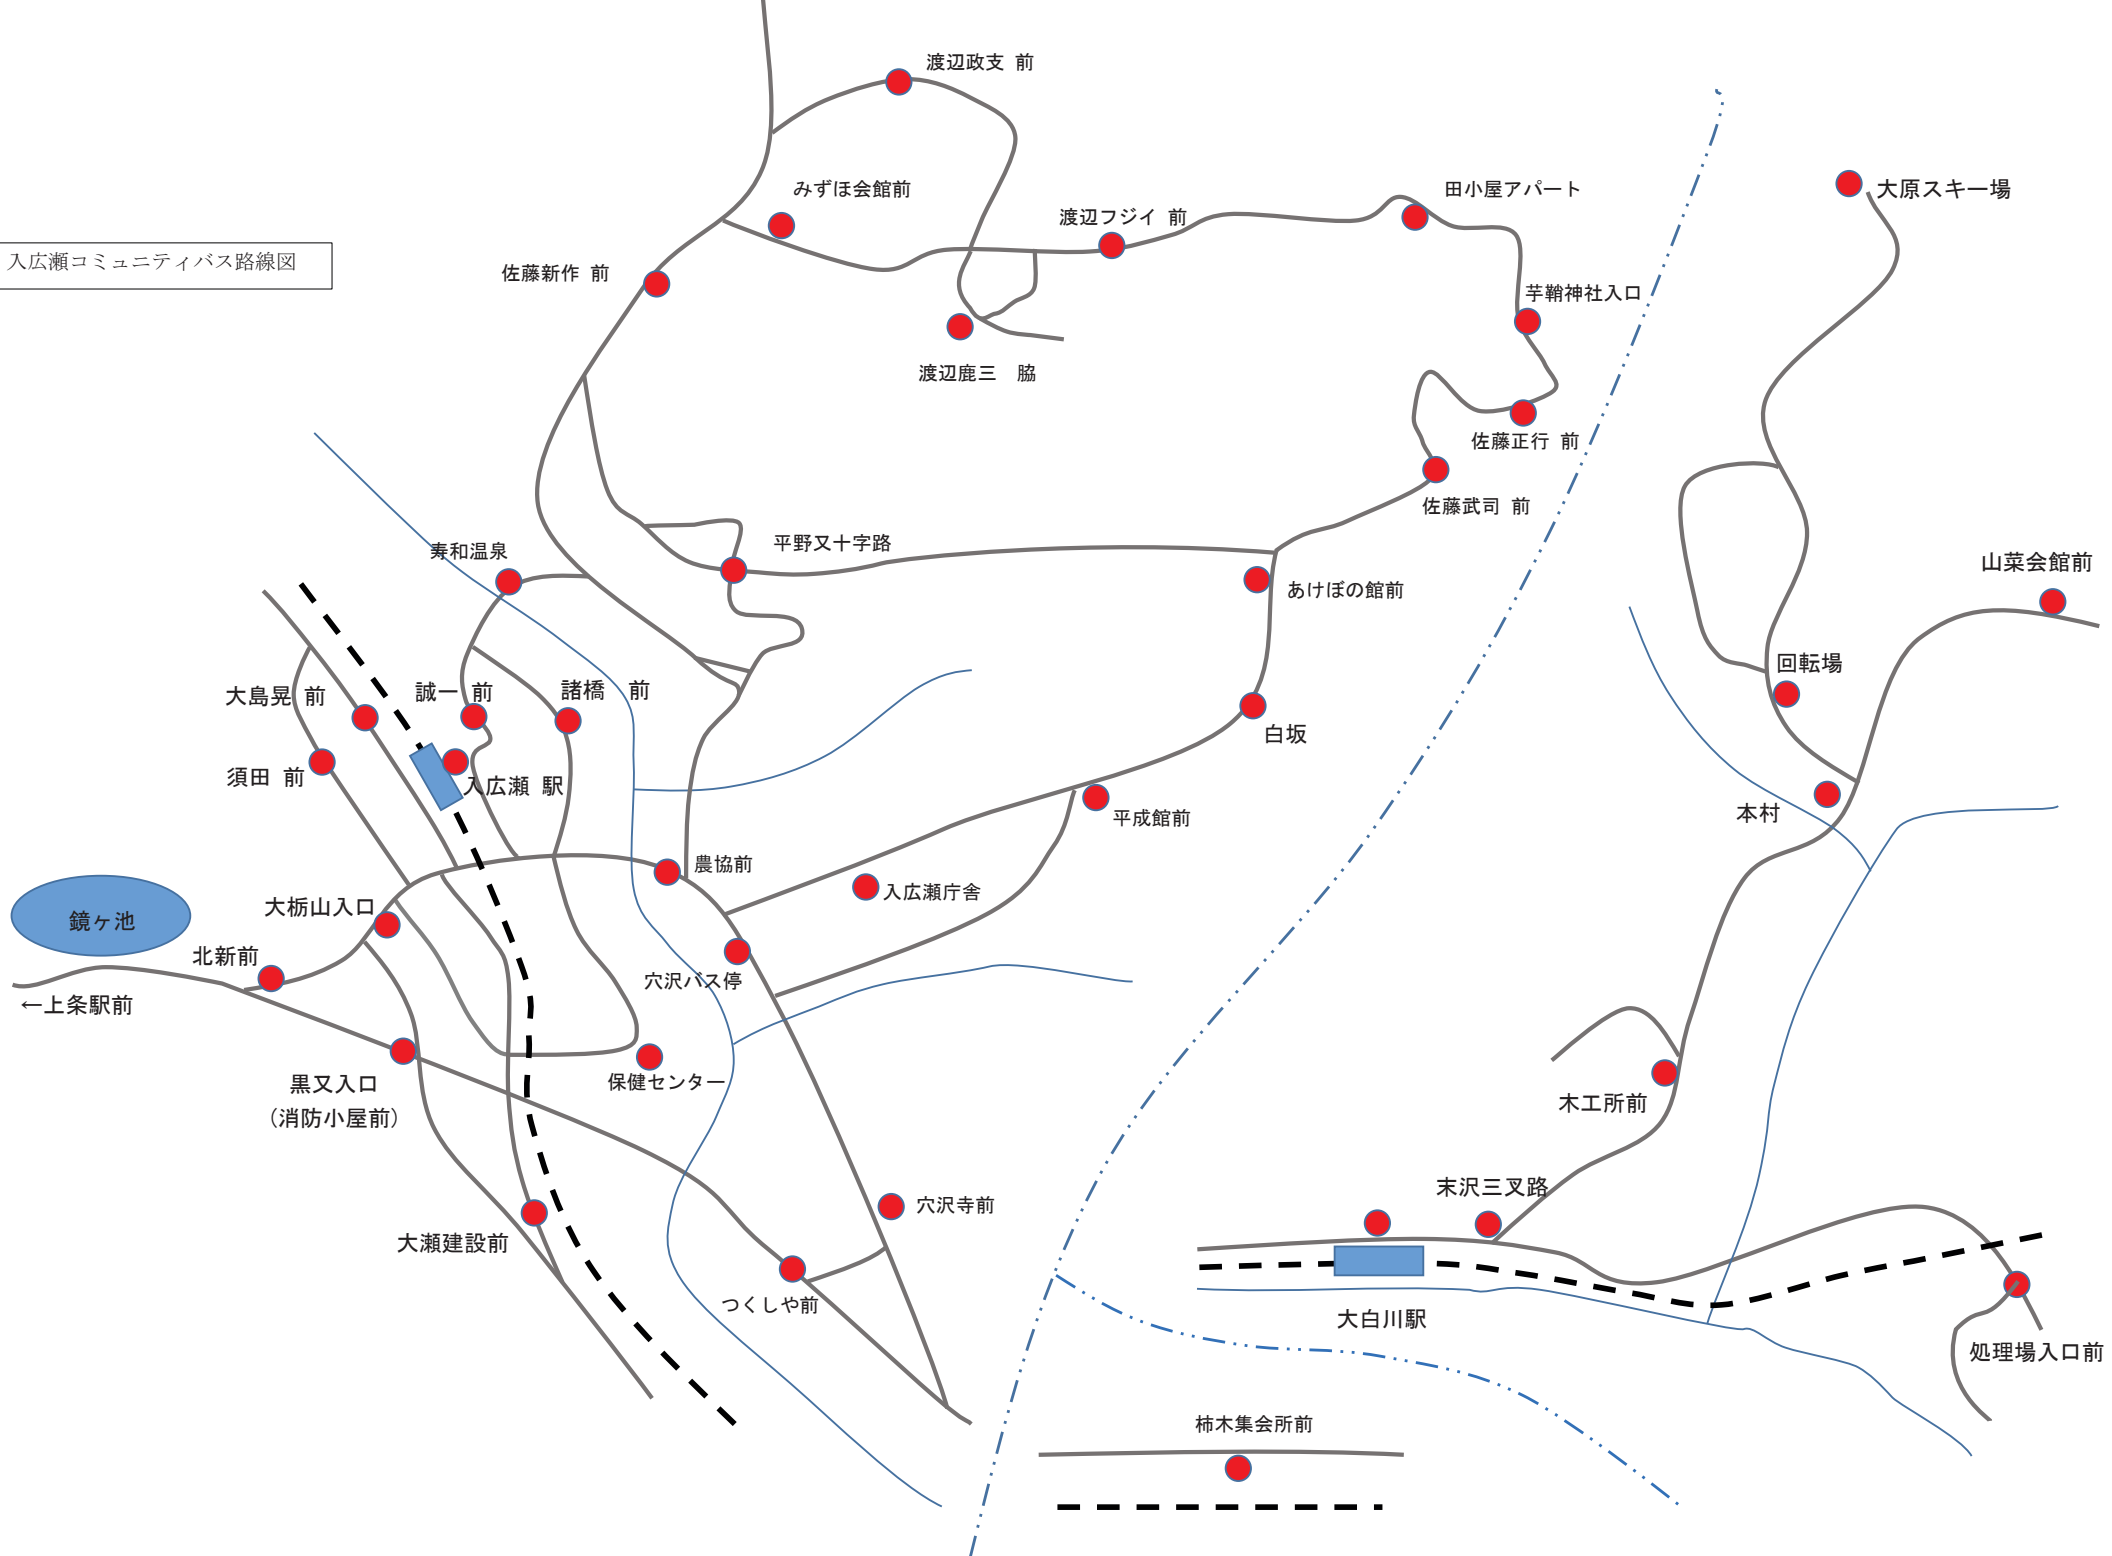 渡辺政支 前
みずほ会館前
田小屋アパート
大原スキー場
渡辺フジイ 前
入広瀬コミュニティバス路線図
佐藤新作 前
芋鞘神社入口
渡辺鹿三 脇
佐藤正行 前
佐藤武司 前
寿和温泉
平野又十字路
山菜会館前
あけぼの館前
回転場
大島晃 前
誠一 前
諸橋 前
白坂
須田 前
入広瀬 駅
平成館前
本村
農協前
入広瀬庁舎
大栃山入口
鏡ヶ池
北新前
穴沢バス停
←上条駅前
黒又入口
(消防小屋前)
保健センター
木工所前
末沢三叉路
穴沢寺前
大瀬建設前
つくしや前
大白川駅
処理場入口前
柿木集会所前